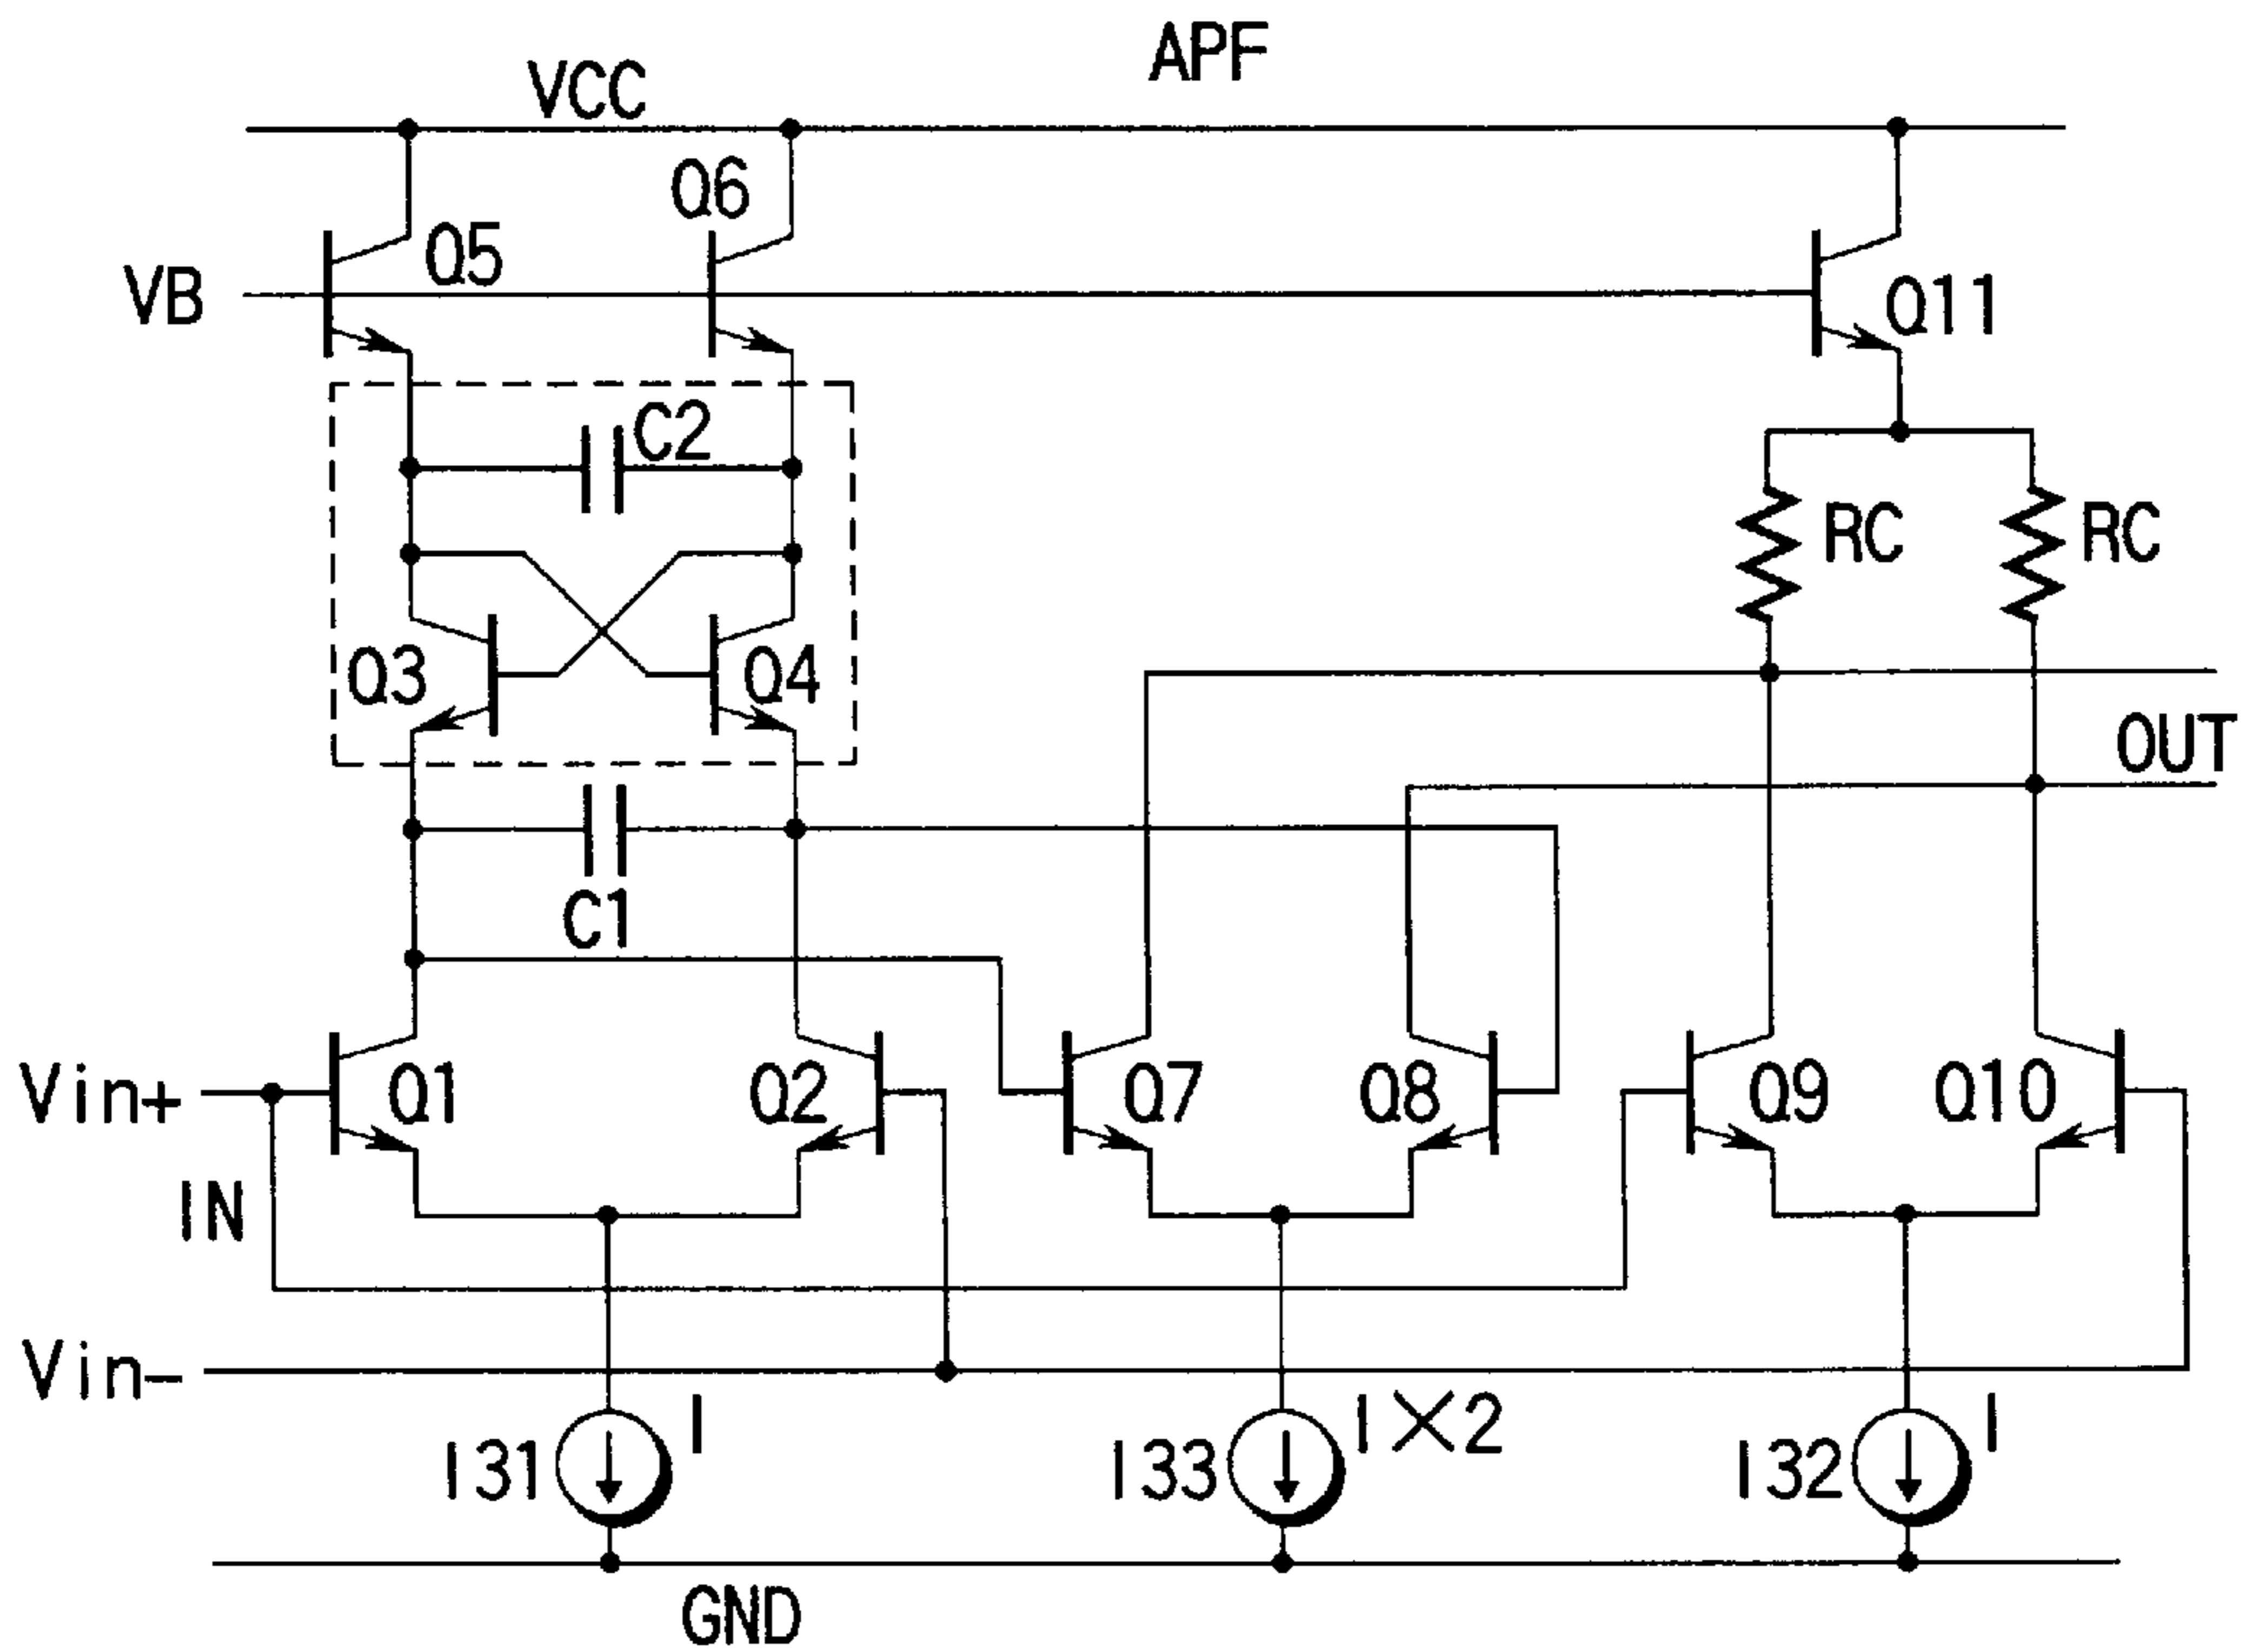 APF
VCC
Q6
Q5
VB
Q11
C2
RC
RC
Q3
Q4
OUT
C1
Vin+
Q1
Q2
Q7
Q8
Q9
Q10
IN
Vin-
I
I×2
I
I31
I33
I32
GND